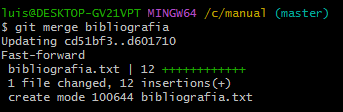 luis@DESKTOP-GV21VPT MINGW64 /c/manual (master)
$ git merge bibliografia
Updating cd51bf3..d601710
Fast-forward
 bibliografia.txt | 12 ++++++++++++
 1 file changed, 12 insertions(+)
 create mode 100644 bibliografia.txt